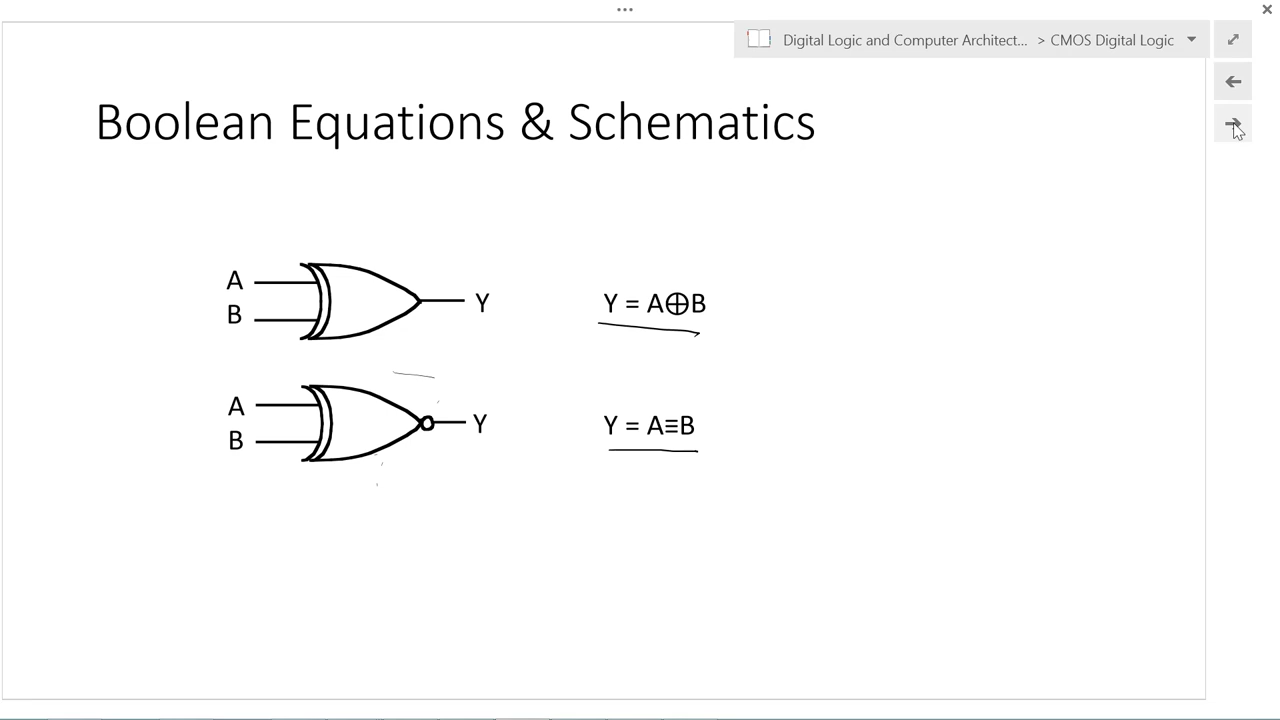 Digital Logic and Computer Architect... > CMOS Digital Logic
Boolean Equations & Schematics
A
B
Y
Y = A⊕B
A
B
Y
Y = A≡B